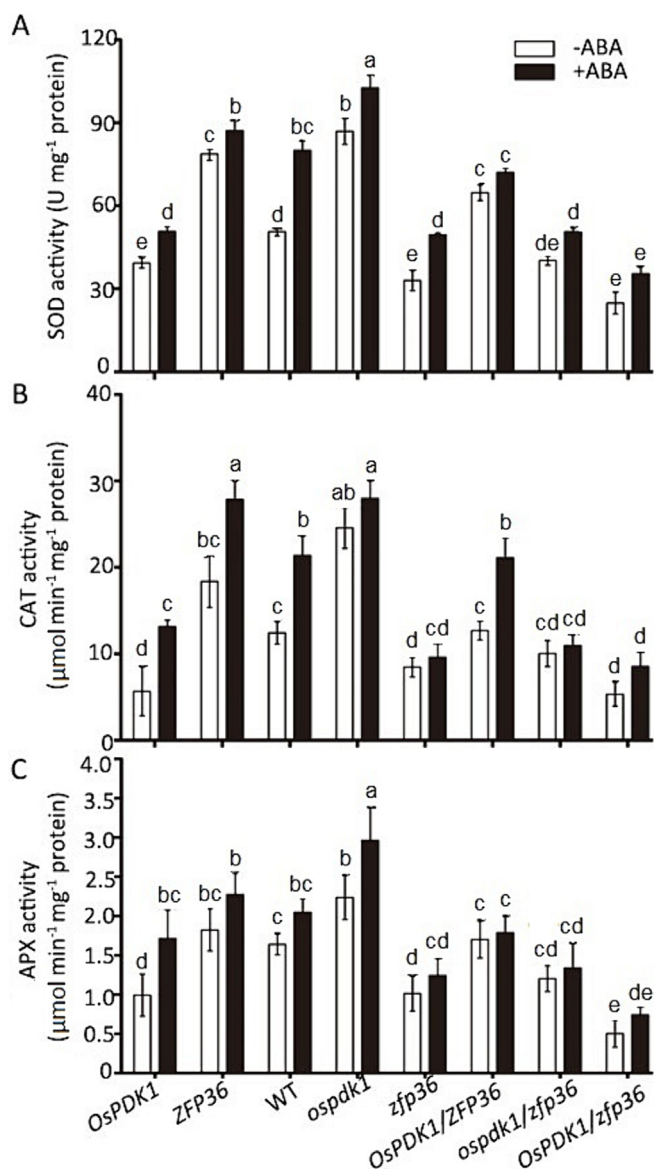 A
120
-ABA
+ABA
90
60
30
0
SOD activity (U mg⁻¹ protein)
e d c b d bc b a e d c c de d e e
B
40
30
20
10
0
CAT activity
(μmol min⁻¹ mg⁻¹ protein)
d c bc a c b ab a d cd c b cd cd d d
C
4.0
3.5
3.0
2.5
2.0
1.5
1.0
0.5
0
APX activity
(μmol min⁻¹ mg⁻¹ protein)
d bc bc b c bc b a d cd c c cd cd e de
OsPDK1
ZFP36
WT
ospdk1
zfp36
OsPDK1/ZFP36
ospdk1/zfp36
OsPDK1/zfp36